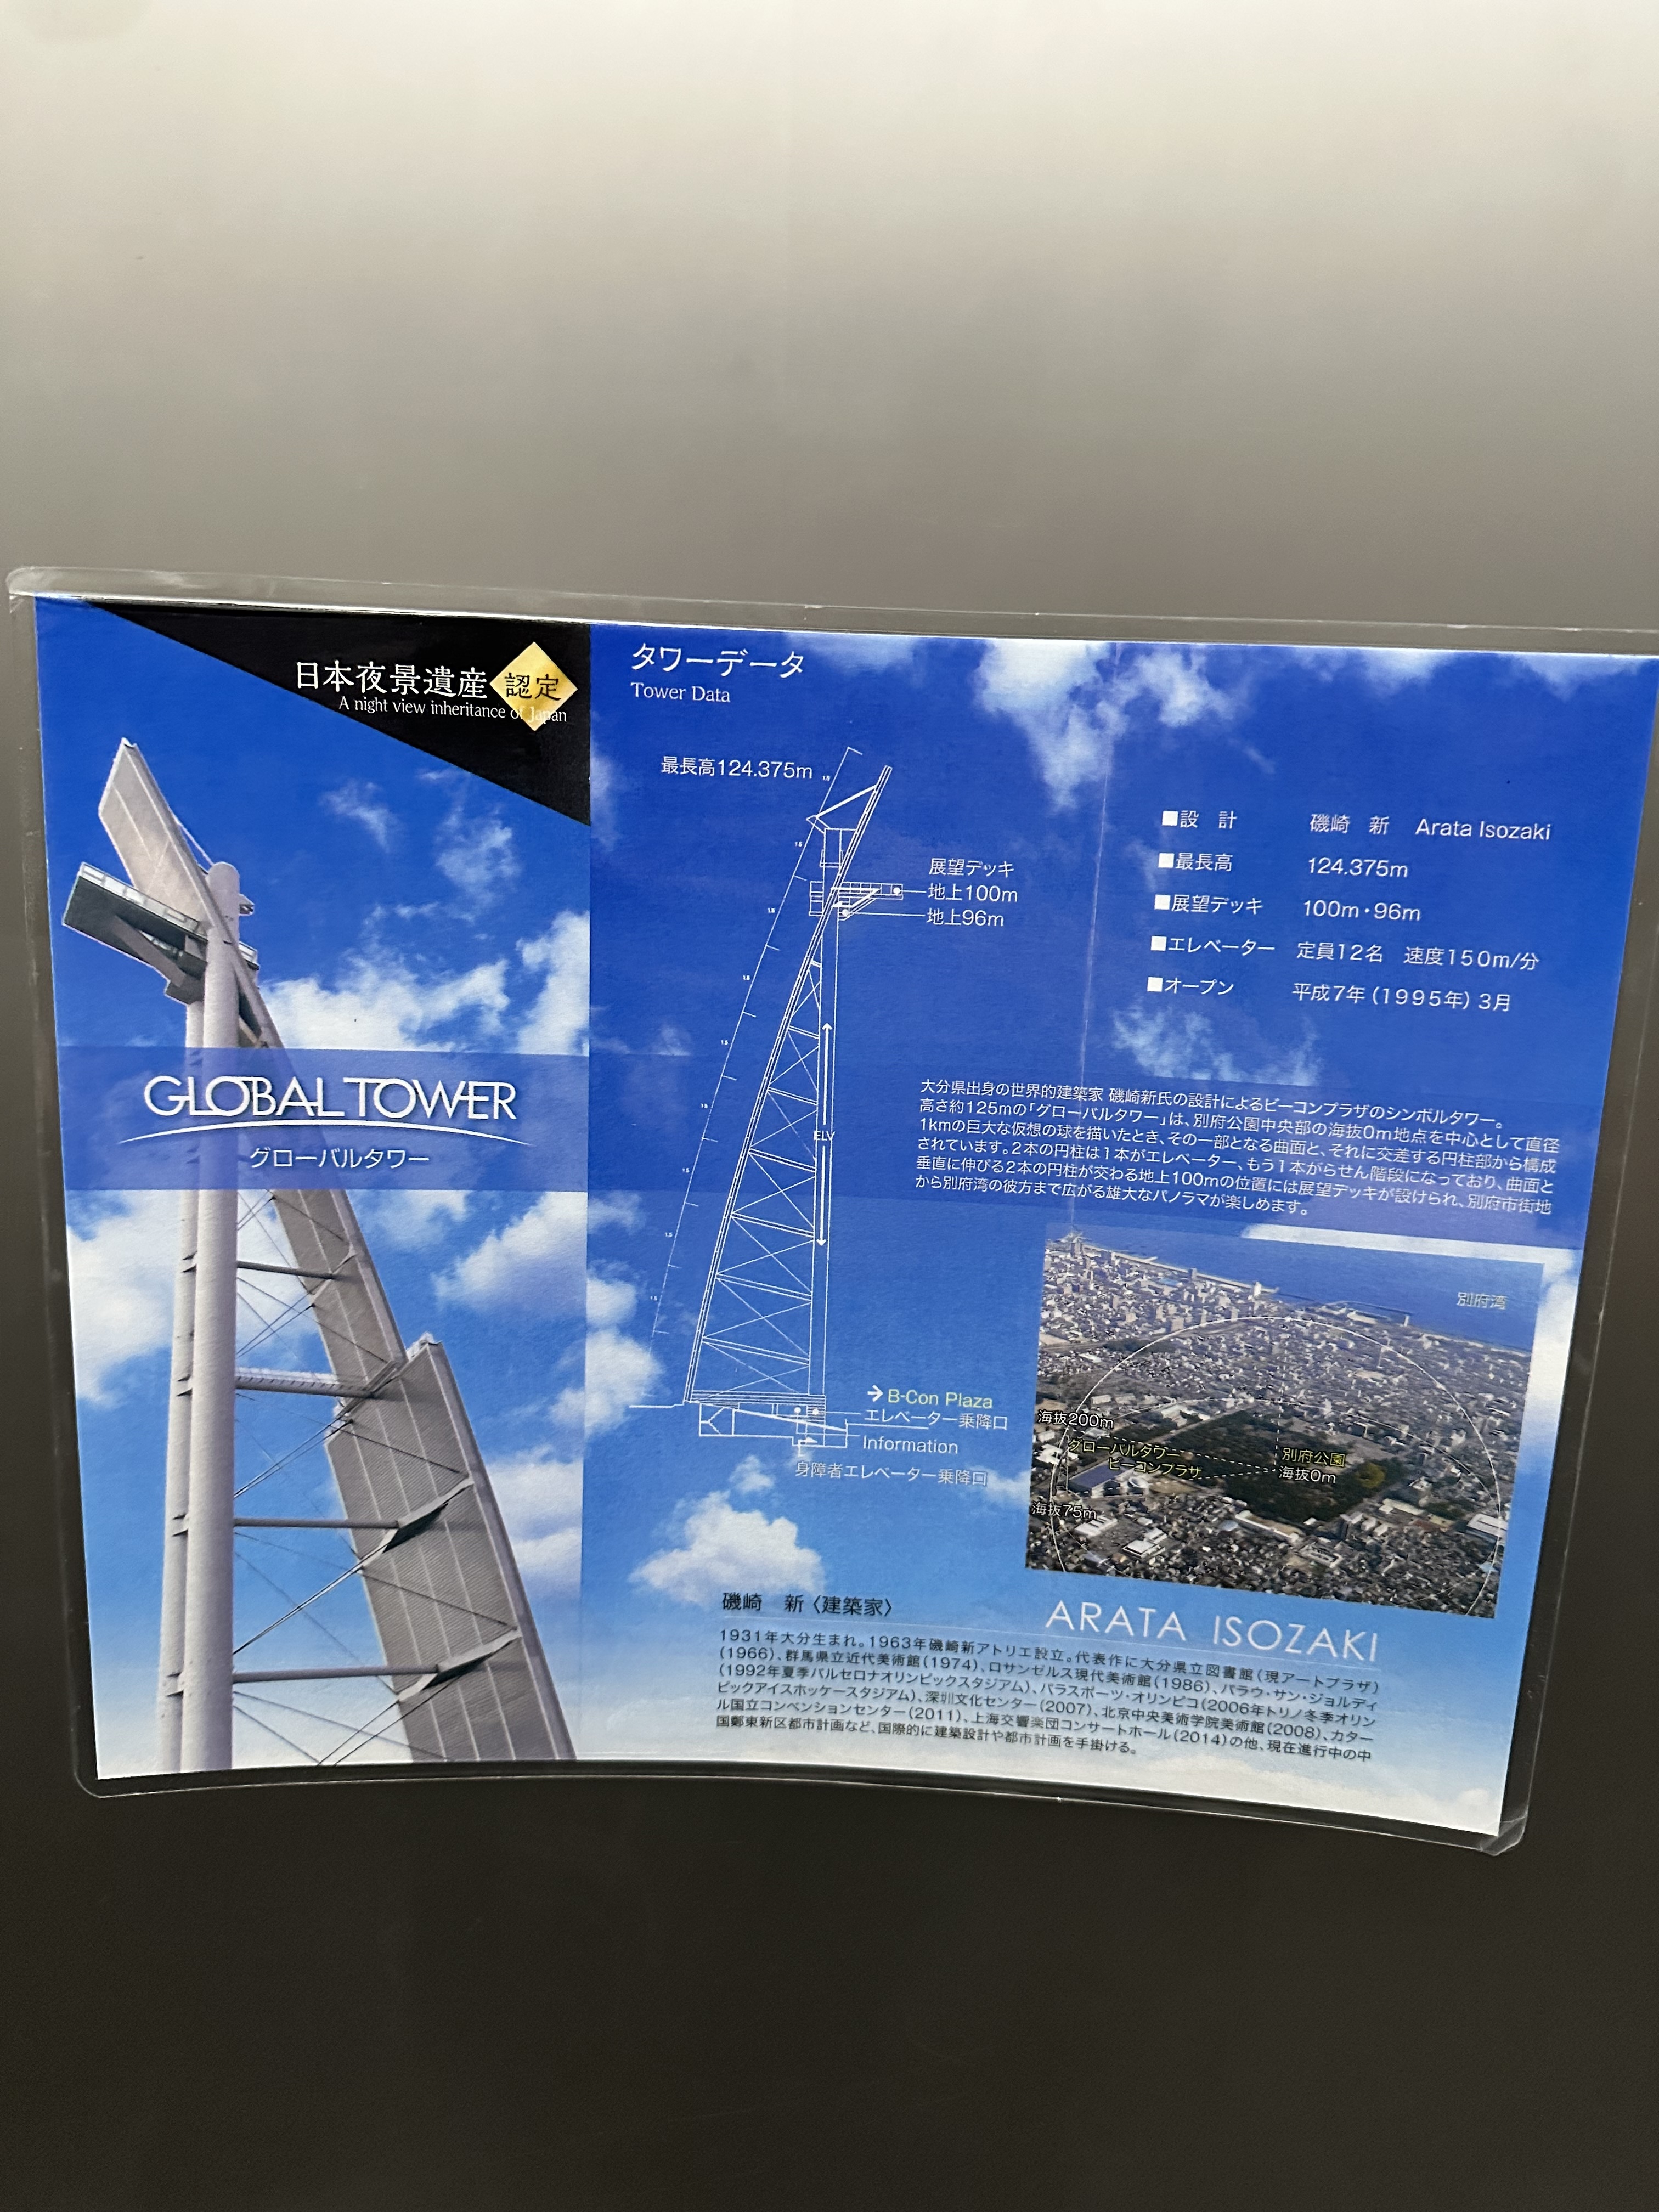 日本夜景遺産 認定
A night view inheritance of Japan
GLOBAL TOWER
グローバルタワー
タワーデータ
Tower Data
最長高124.375m
展望デッキ
地上100m
地上96m
ELV
→ B-Con Plaza
エレベーター乗降口
Information
身障者エレベーター乗降口
■設 計 磯崎 新 Arata Isozaki
■最長高 124.375m
■展望デッキ 100m・96m
■エレベーター 定員12名 速度150m/分
■オープン 平成7年(1995年)3月
大分県出身の世界的建築家 磯崎新氏の設計によるビーコンプラザのシンボルタワー。
高さ約125mの「グローバルタワー」は、別府公園中央部の海抜0m地点を中心として直径
1kmの巨大な仮想の球を描いたとき、その一部となる曲面と、それに交差する円柱部から構成
されています。2本の円柱は1本がエレベーター、もう1本がらせん階段になっており、曲面と
垂直に伸びる2本の円柱が交わる地上100mの位置には展望デッキが設けられ、別府市街地
から別府湾の彼方まで広がる雄大なパノラマが楽しめます。
別府湾
海抜200m
グローバルタワー
ビーコンプラザ
別府公園
海抜0m
海抜75m
ARATA ISOZAKI
磯崎 新〈建築家〉
1931年大分生まれ。1963年磯崎新アトリエ設立。代表作に大分県立図書館(現アートプラザ)
(1966)、群馬県立近代美術館(1974)、ロサンゼルス現代美術館(1986)、パラウ・サン・ジョルディ
(1992年夏季バルセロナオリンピックスタジアム)、パラスポーツ・オリンピコ(2006年トリノ冬季オリン
ピックアイスホッケースタジアム)、深圳文化センター(2007)、北京中央美術学院美術館(2008)、カター
ル国立コンベンションセンター(2011)、上海交響楽団コンサートホール(2014)の他、現在進行中の中
国鄭東新区都市計画など、国際的に建築設計や都市計画を手掛ける。